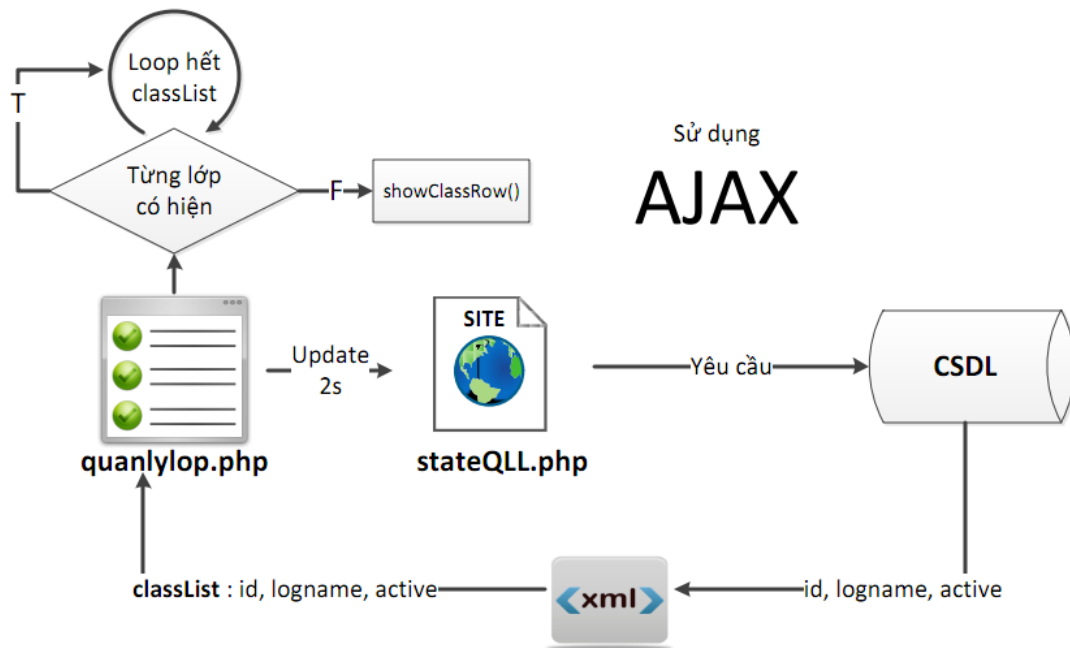 Loop hết
classList
T
Từng lớp
có hiện
F
showClassRow()
Sử dụng
AJAX
SITE
Update
2s
Yêu cầu
CSDL
quanlylop.php
stateQLL.php
classList : id, logname, active
<xml>
id, logname, active